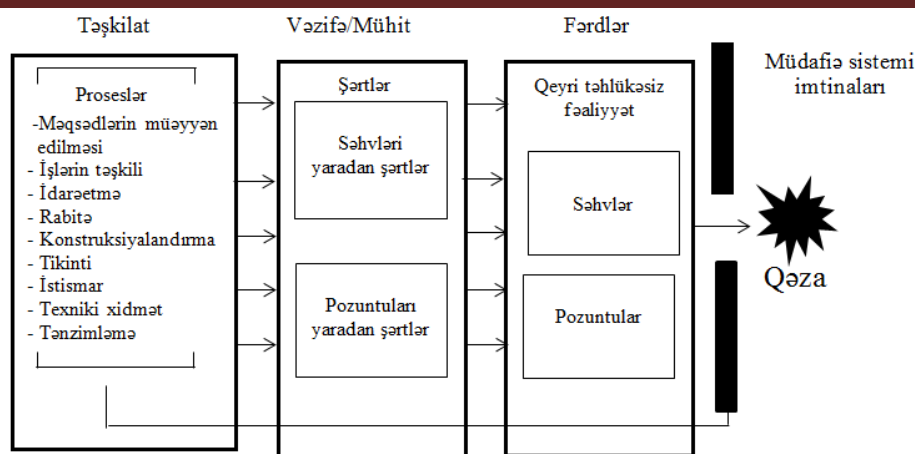 Təşkilat
Vəzifə/Mühit
Fərdlər
Müdafiə sistemi
imtinaları
Proseslər
-Məqsədlərin müəyyən
edilməsi
- İşlərin təşkili
- İdarəetmə
- Rabitə
- Konstruksiyalandırma
- Tikinti
- İstismar
- Texniki xidmət
- Tənzimləmə
Şərtlər
Səhvləri
yaradan şərtlər
Pozuntuları
yaradan şərtlər
Qeyri təhlükəsiz
fəaliyyət
Səhvlər
Pozuntular
Qəza